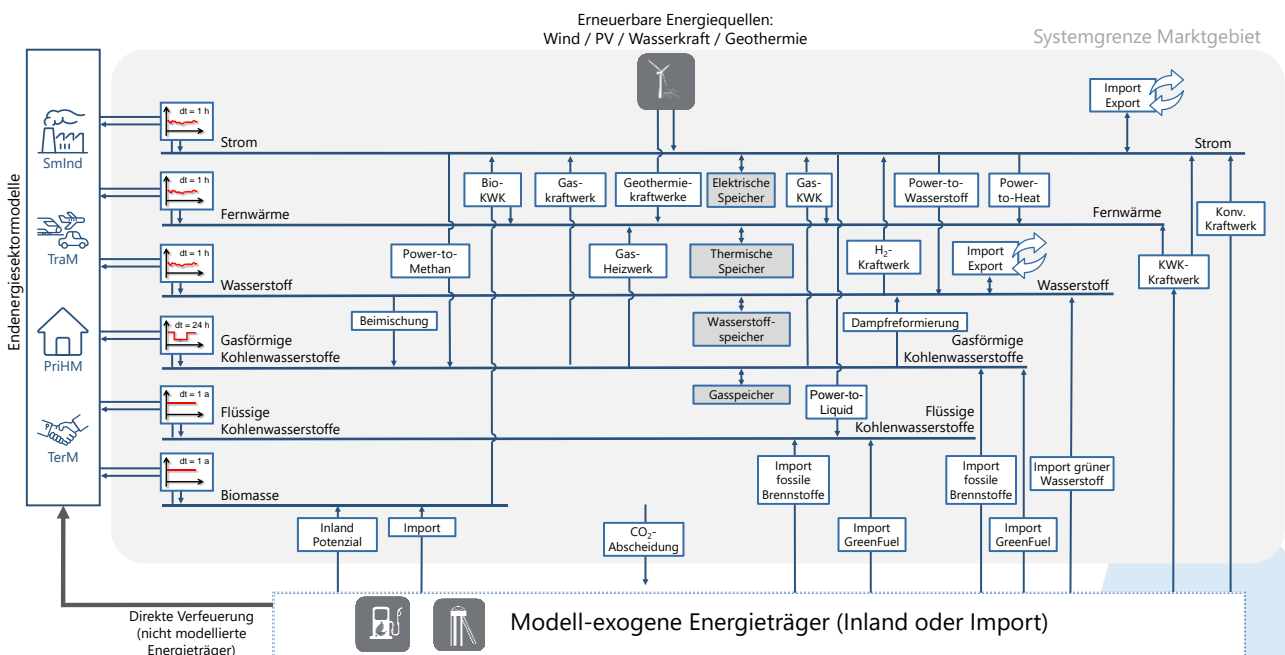 Erneuerbare Energiequellen:
Wind / PV / Wasserkraft / Geothermie
Systemgrenze Marktgebiet
Endenergiesektormodelle
SmInd
TraM
PriHM
TerM
dt = 1 h
Strom
Import
Export
Strom
dt = 1 h
Fernwärme
Bio-
KWK
Gas-
kraftwerk
Geothermie-
kraftwerke
Elektrische
Speicher
Gas-
KWK
Power-to-
Wasserstoff
Power-
to-Heat
Fernwärme
Konv.
Kraftwerk
dt = 1 h
Wasserstoff
Power-to-
Methan
Gas-
Heizwerk
Thermische
Speicher
H₂-
Kraftwerk
Import
Export
Wasserstoff
KWK-
Kraftwerk
dt = 24 h
Gasförmige
Kohlenwasserstoffe
Beimischung
Wasserstoff-
speicher
Dampfreformierung
Gasförmige
Kohlenwasserstoffe
dt = 1 a
Flüssige
Kohlenwasserstoffe
Gasspeicher
Power-to-
Liquid
Flüssige
Kohlenwasserstoffe
dt = 1 a
Biomasse
Import
fossile
Brennstoffe
Import
fossile
Brennstoffe
Import grüner
Wasserstoff
Inland
Potenzial
Import
CO₂-
Abscheidung
Import
GreenFuel
Import
GreenFuel
Direkte Verfeuerung
(nicht modellierte
Energieträger)
Modell-exogene Energieträger (Inland oder Import)